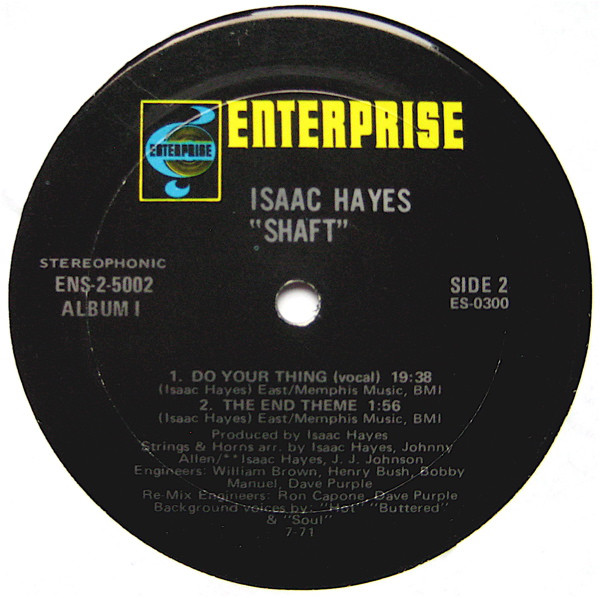 ENTERPRISE
ENTERPRISE
ISAAC HAYES
"SHAFT"
STEREOPHONIC
ENS-2-5002
ALBUM I
SIDE 2
ES-0300
1. DO YOUR THING (vocal) 19:38
(Isaac Hayes) East/Memphis Music, BMI
2. THE END THEME 1:56
(Isaac Hayes) East/Memphis Music, BMI
Produced by Isaac Hayes
Strings & Horns arr. by Isaac Hayes, Johnny
Allen/**Isaac Hayes, J. J. Johnson
Engineers: William Brown, Henry Bush, Bobby
Manuel, Dave Purple
Re-Mix Engineers: Ron Capone, Dave Purple
Background voices by: "Hot" "Buttered"
& "Soul"
7-71